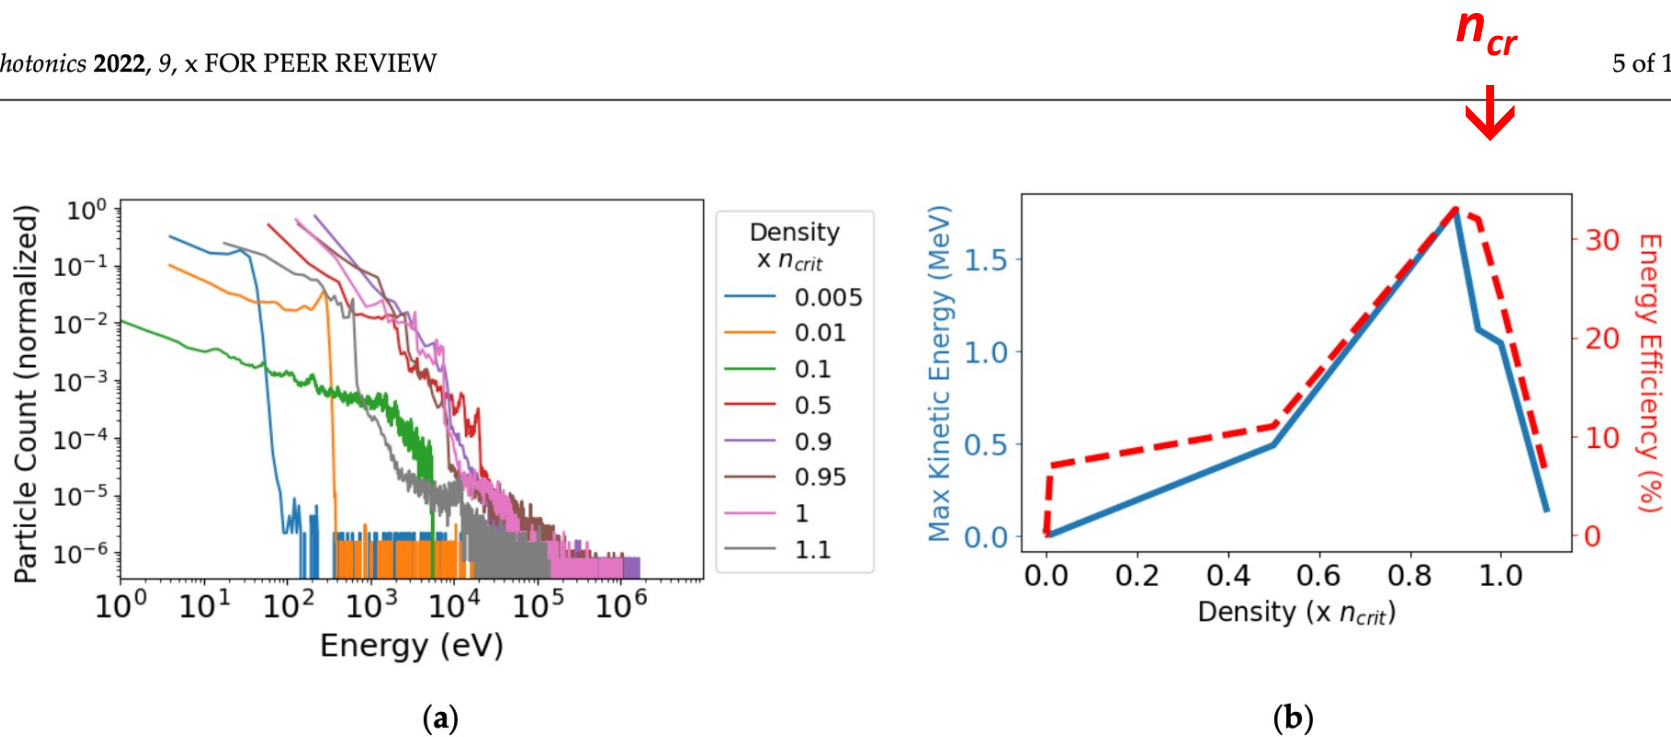 n_cr
hotonics 2022, 9, x FOR PEER REVIEW
5 of 1
Particle Count (normalized)
10^0
10^-1
10^-2
10^-3
10^-4
10^-5
10^-6
10^0 10^1 10^2 10^3 10^4 10^5 10^6
Energy (eV)
Density
x n_crit
0.005
0.01
0.1
0.5
0.9
0.95
1
1.1
(a)
Max Kinetic Energy (MeV)
1.5
1.0
0.5
0.0
0.0 0.2 0.4 0.6 0.8 1.0
Density (x n_crit)
30
20
10
0
Energy Efficiency (%)
(b)